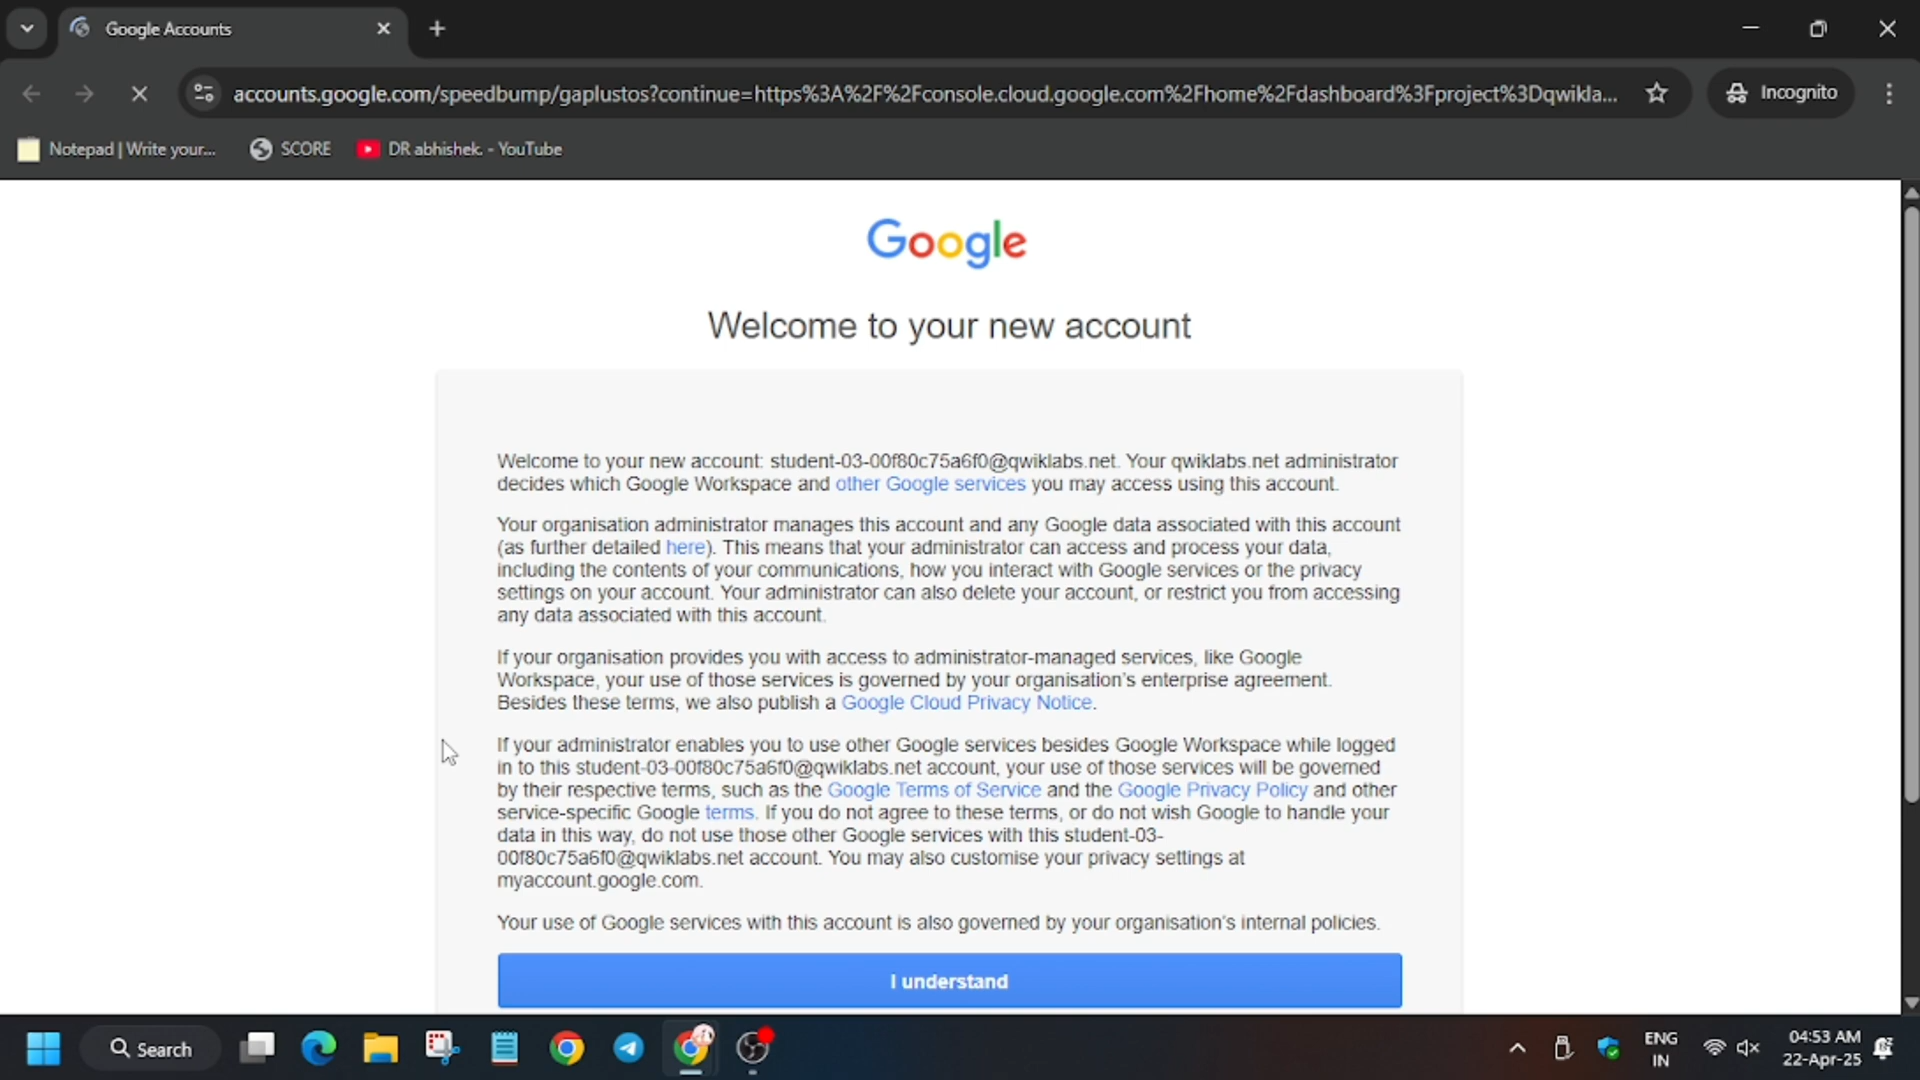 Google Accounts
accounts.google.com/speedbump/gaplustos?continue=https%3A%2F%2Fconsole.cloud.google.com%2Fhome%2Fdashboard%3Fproject%3Dqwikla...
Incognito
Notepad | Write your...
SCORE
DR abhishek. - YouTube
Google
Welcome to your new account
Welcome to your new account: student-03-00f80c75a6f0@qwiklabs.net. Your qwiklabs.net administrator
decides which Google Workspace and other Google services you may access using this account.
Your organisation administrator manages this account and any Google data associated with this account
(as further detailed here). This means that your administrator can access and process your data,
including the contents of your communications, how you interact with Google services or the privacy
settings on your account. Your administrator can also delete your account, or restrict you from accessing
any data associated with this account.
If your organisation provides you with access to administrator-managed services, like Google
Workspace, your use of those services is governed by your organisation's enterprise agreement.
Besides these terms, we also publish a Google Cloud Privacy Notice.
If your administrator enables you to use other Google services besides Google Workspace while logged
in to this student-03-00f80c75a6f0@qwiklabs.net account, your use of those services will be governed
by their respective terms, such as the Google Terms of Service and the Google Privacy Policy and other
service-specific Google terms. If you do not agree to these terms, or do not wish Google to handle your
data in this way, do not use those other Google services with this student-03-
00f80c75a6f0@qwiklabs.net account. You may also customise your privacy settings at
myaccount.google.com.
Your use of Google services with this account is also governed by your organisation's internal policies.
I understand
Search
ENG
IN
04:53 AM
22-Apr-25